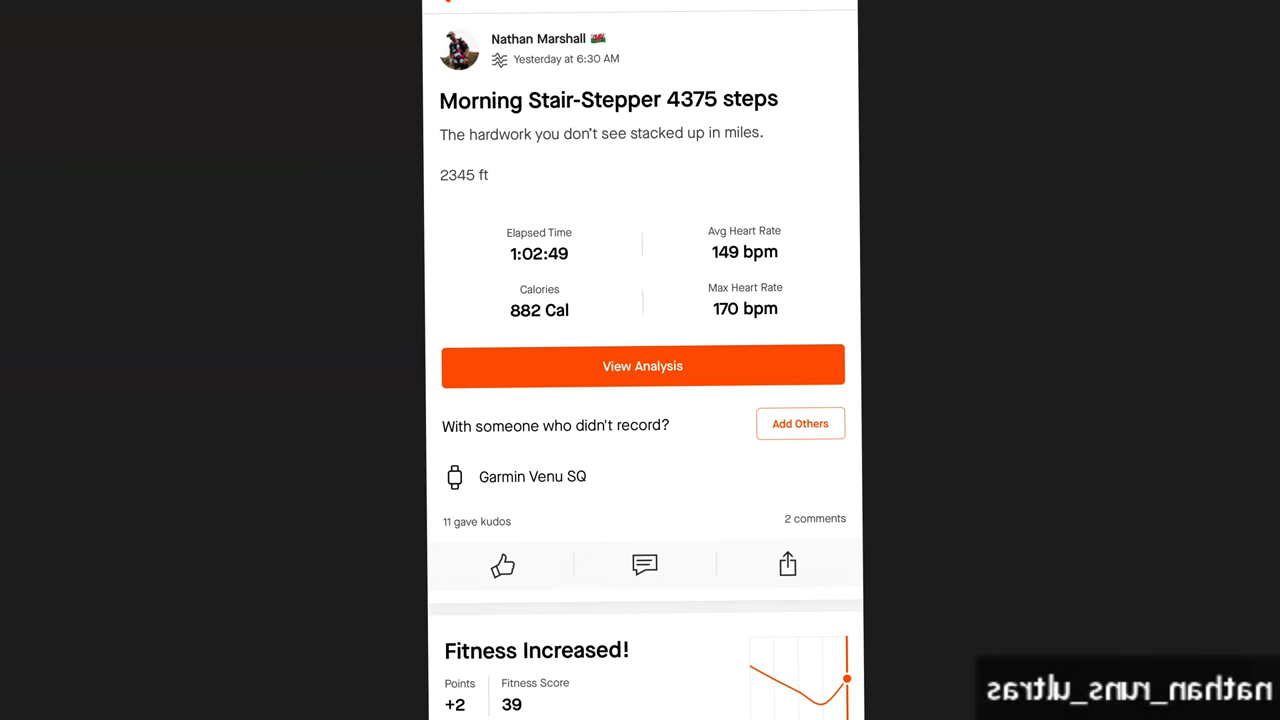 Nathan Marshall 🏴󠁧󠁢󠁷󠁬󠁳󠁿
Yesterday at 6:30 AM
Morning Stair-Stepper 4375 steps
The hardwork you don't see stacked up in miles.
2345 ft
Elapsed Time
1:02:49
Avg Heart Rate
149 bpm
Calories
882 Cal
Max Heart Rate
170 bpm
View Analysis
With someone who didn't record?
Add Others
Garmin Venu SQ
11 gave kudos
2 comments
Fitness Increased!
Points
+2
Fitness Score
39
nathan_runs_ultras